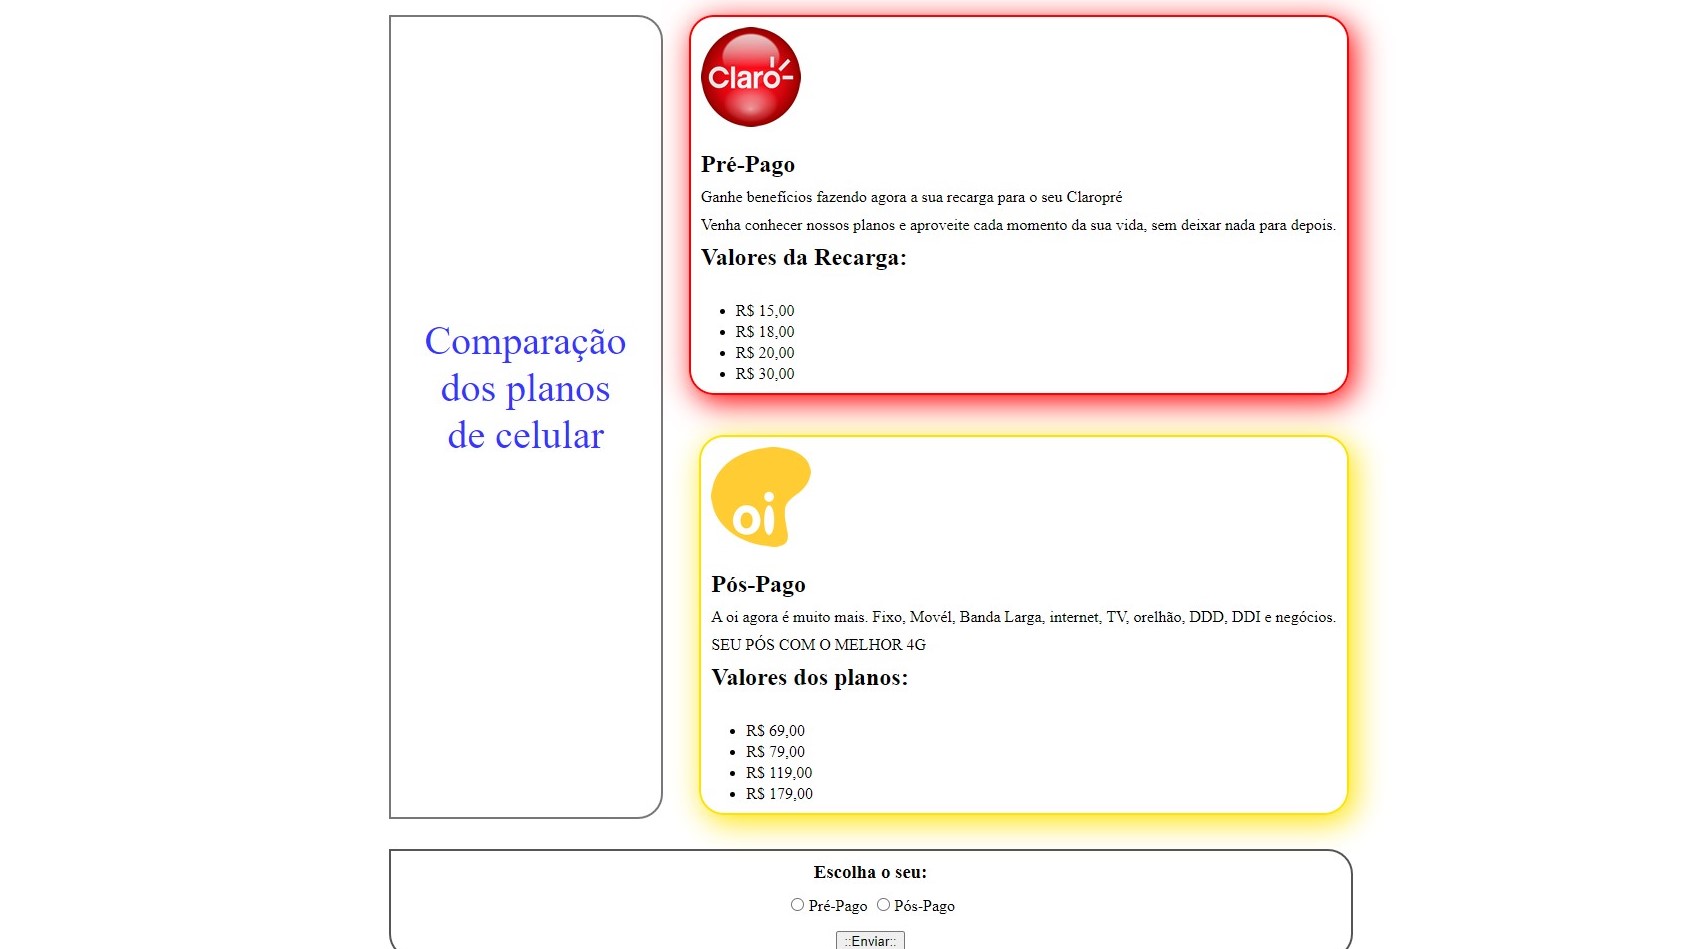 Comparação
dos planos
de celular
Claro
Pré-Pago
Ganhe benefícios fazendo agora a sua recarga para o seu Claropré
Venha conhecer nossos planos e aproveite cada momento da sua vida, sem deixar nada para depois.
Valores da Recarga:
R$ 15,00
R$ 18,00
R$ 20,00
R$ 30,00
oi
Pós-Pago
A oi agora é muito mais. Fixo, Movél, Banda Larga, internet, TV, orelhão, DDD, DDI e negócios.
SEU PÓS COM O MELHOR 4G
Valores dos planos:
R$ 69,00
R$ 79,00
R$ 119,00
R$ 179,00
Escolha o seu:
Pré-Pago Pós-Pago
::Enviar::